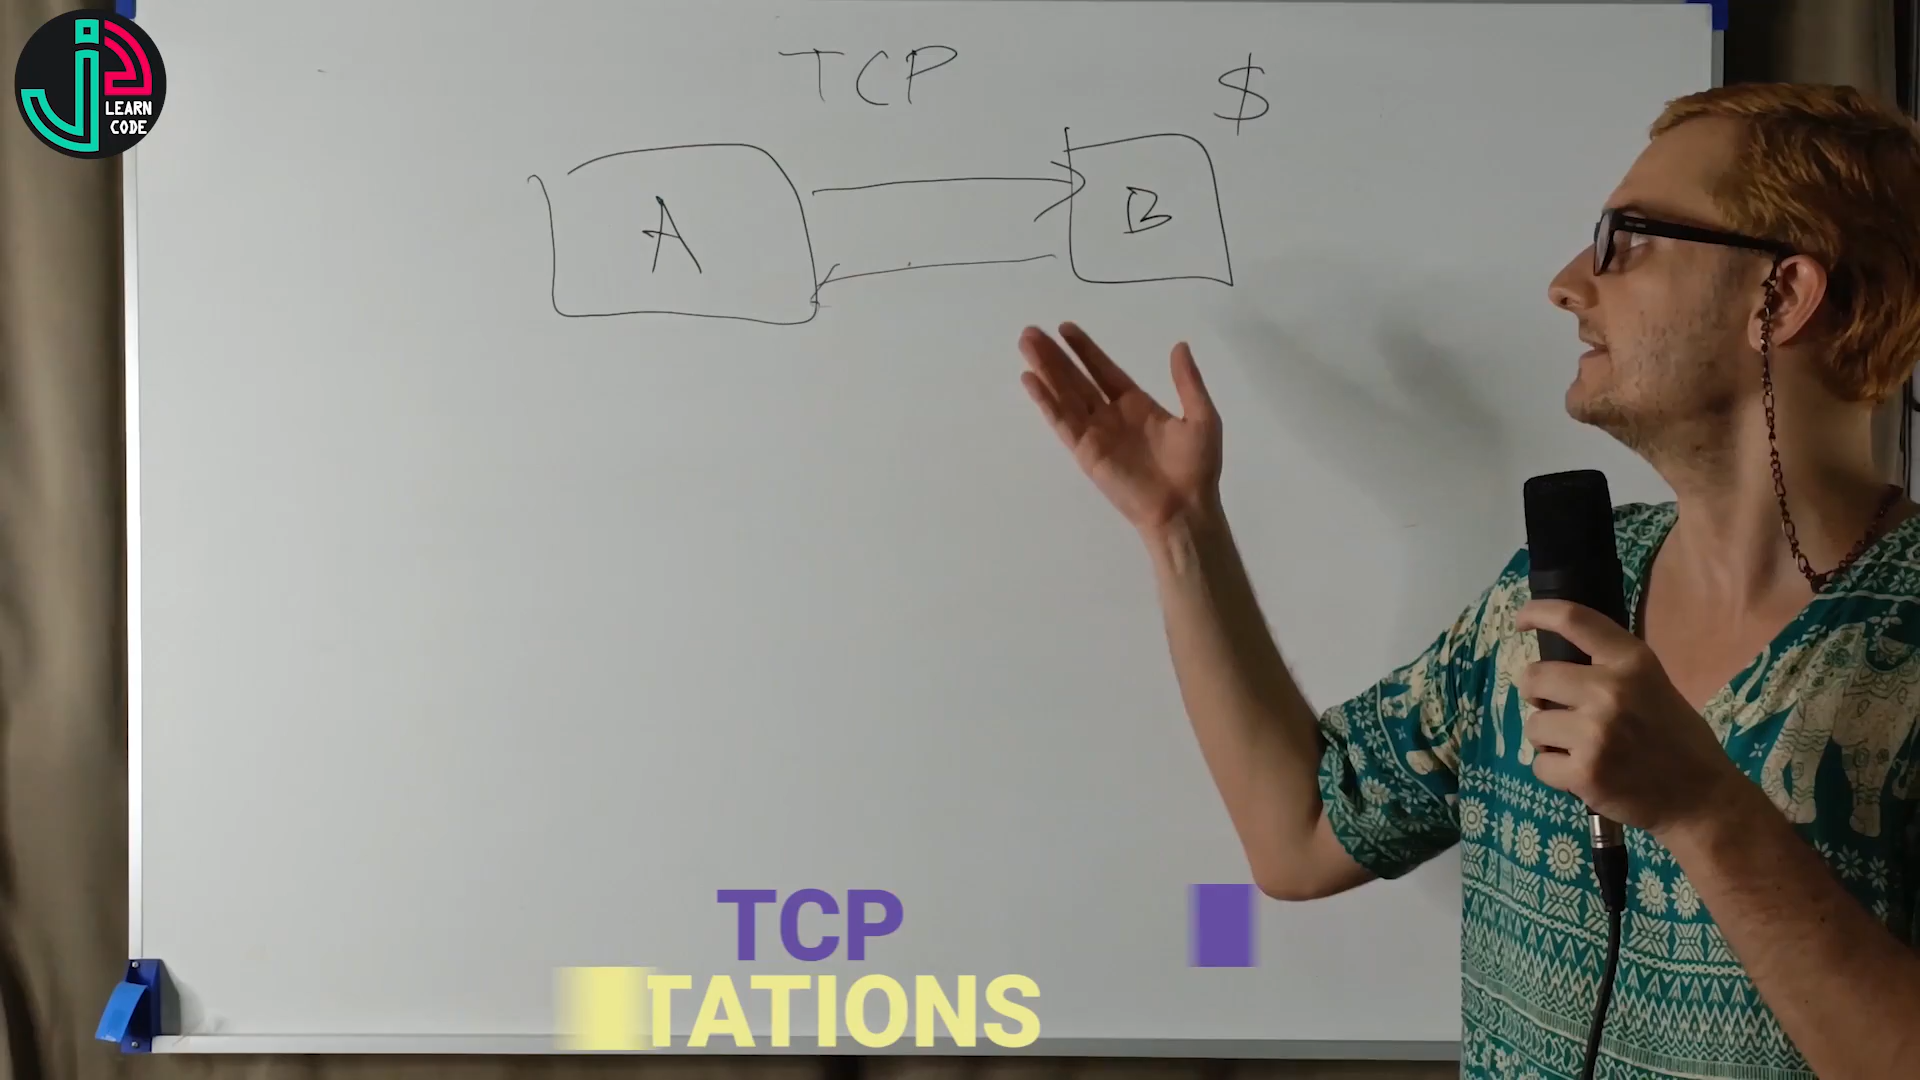 LEARN
CODE
TCP $
A B
TCP
TATIONS